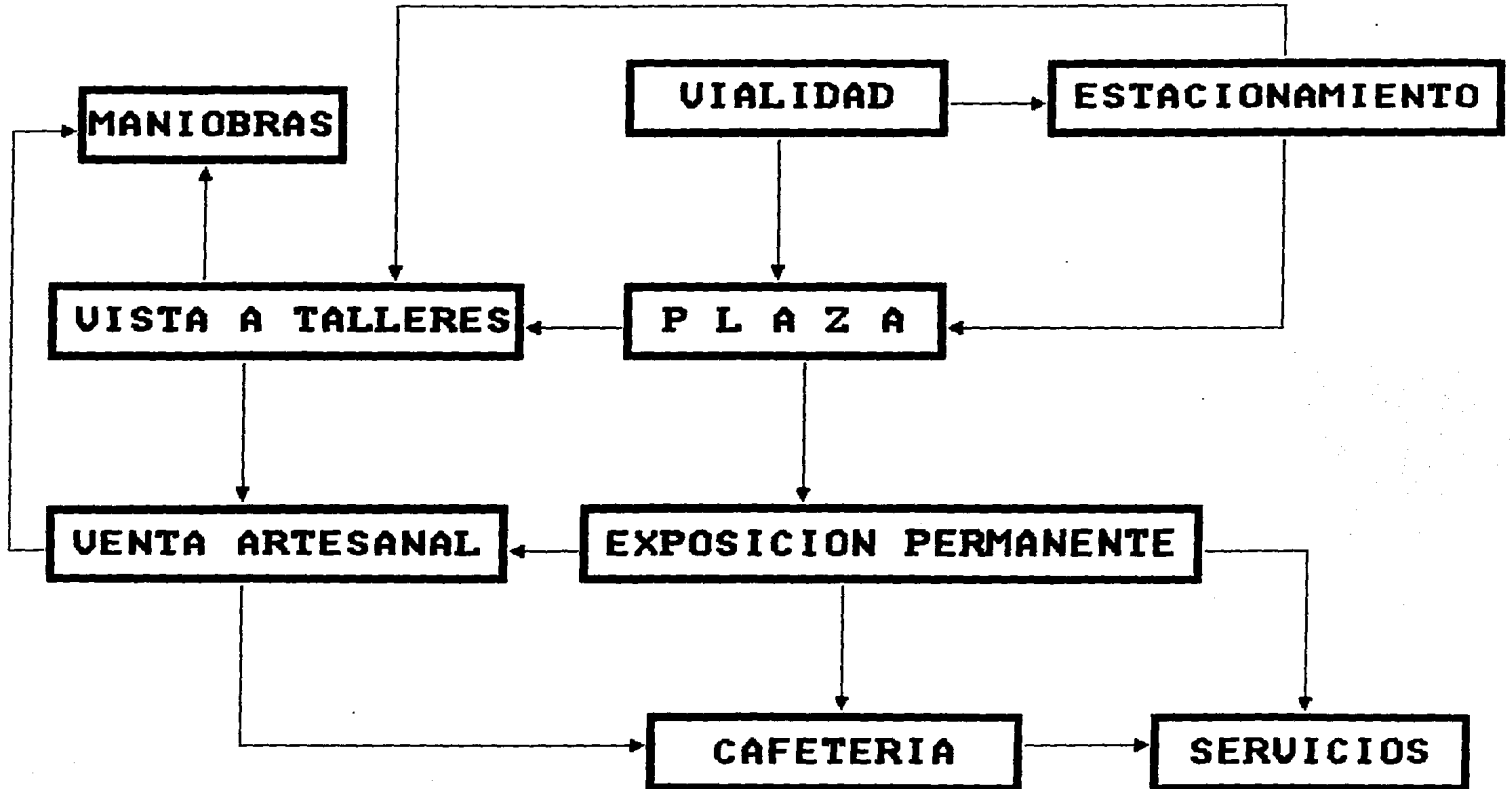 VIALIDAD
ESTACIONAMIENTO
MANIOBRAS
VISTA A TALLERES
P L A Z A
VENTA ARTESANAL
EXPOSICION PERMANENTE
CAFETERIA
SERVICIOS